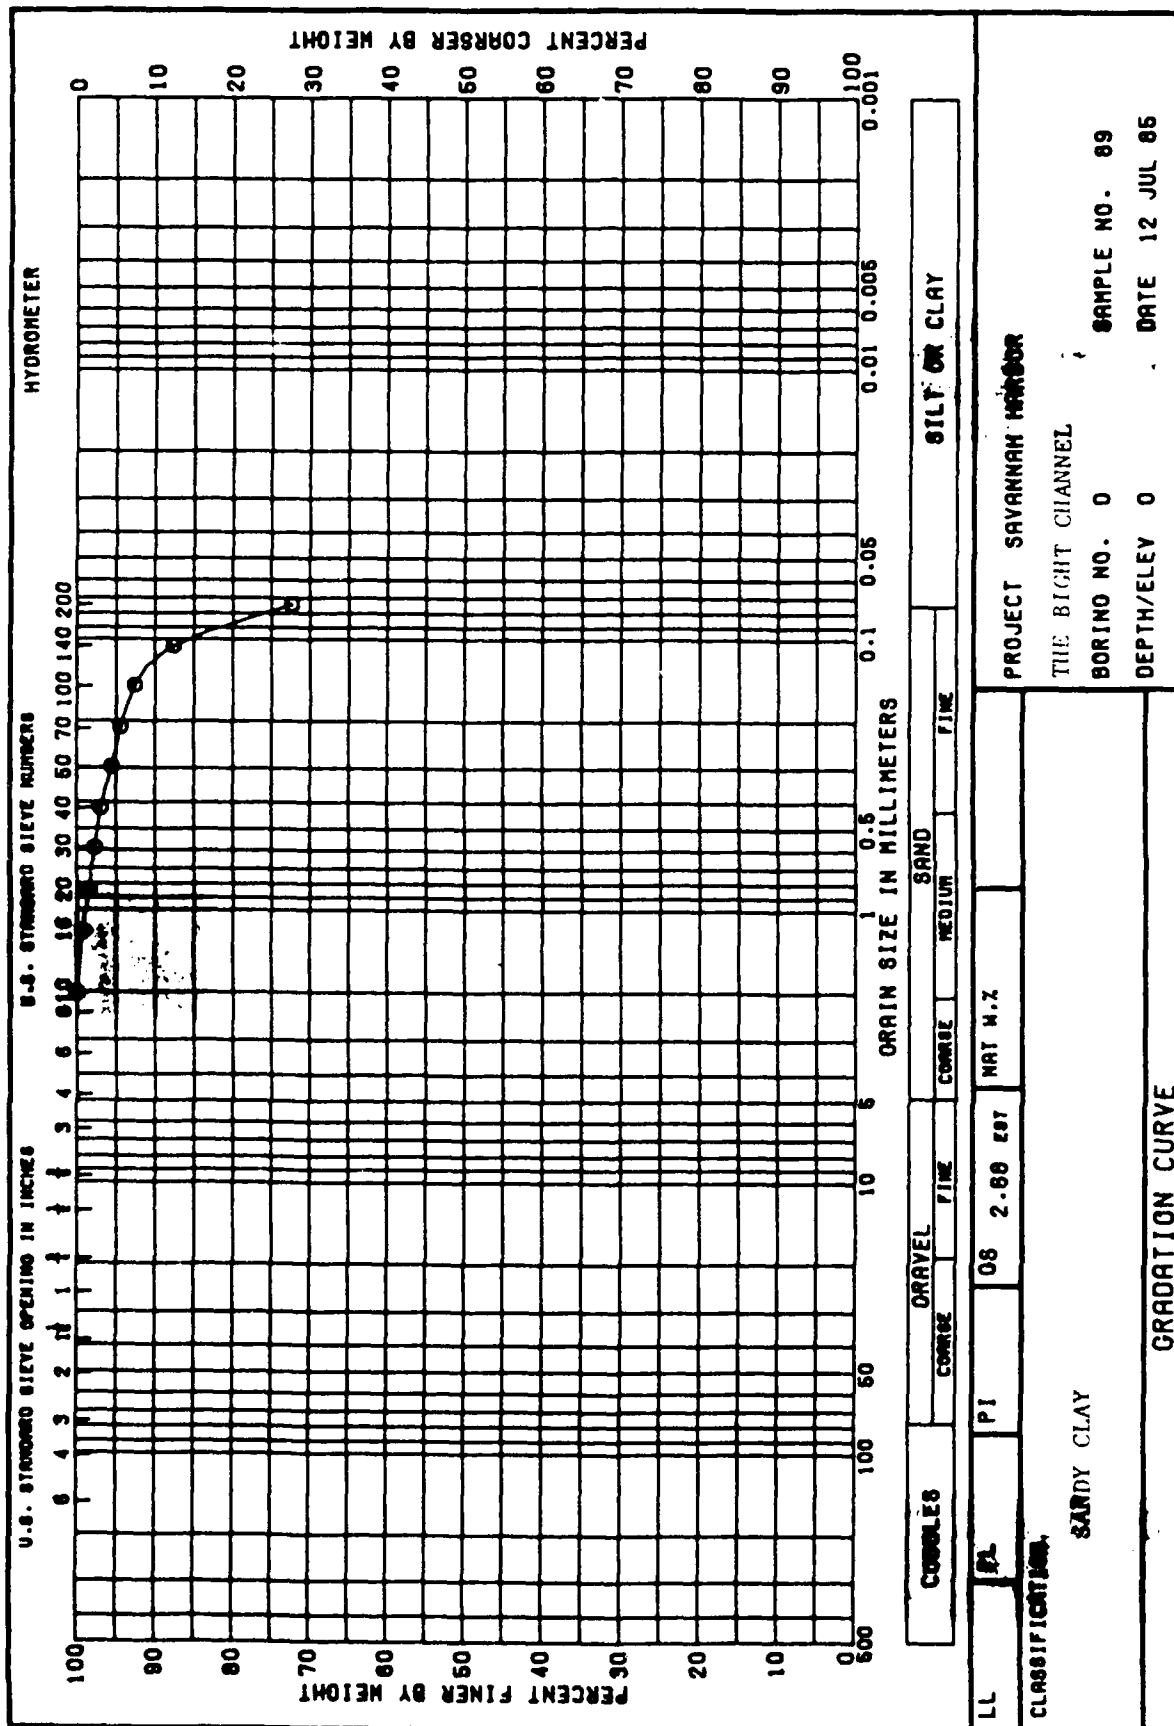 U.S. STANDARD SIEVE OPENING IN INCHES
U.S. STANDARD SIEVE NUMBERS
HYDROMETER
6 4 3 2 1½ 1 ¾ ½ ⅜ 3 4 6 8 10 16 20 30 40 50 70 100 140 200
PERCENT FINER BY WEIGHT
100
90
80
70
60
50
40
30
20
10
0
PERCENT COARSER BY WEIGHT
0
10
20
30
40
50
60
70
80
90
100
500 100 50 10 5 1 0.5 0.1 0.05 0.01 0.005 0.001
GRAIN SIZE IN MILLIMETERS
COBBLES
GRAVEL
COARSE FINE
SAND
COARSE MEDIUM FINE
SILT OR CLAY
LL
PL
PI
GS 2.68 EST
NAT W,%
CLASSIFICATION
SANDY CLAY
PROJECT SAVANNAH HARBOR
THE BIGHT CHANNEL
BORING NO. 0 SAMPLE NO. 89
DEPTH/ELEV 0 DATE 12 JUL 85
GRADATION CURVE